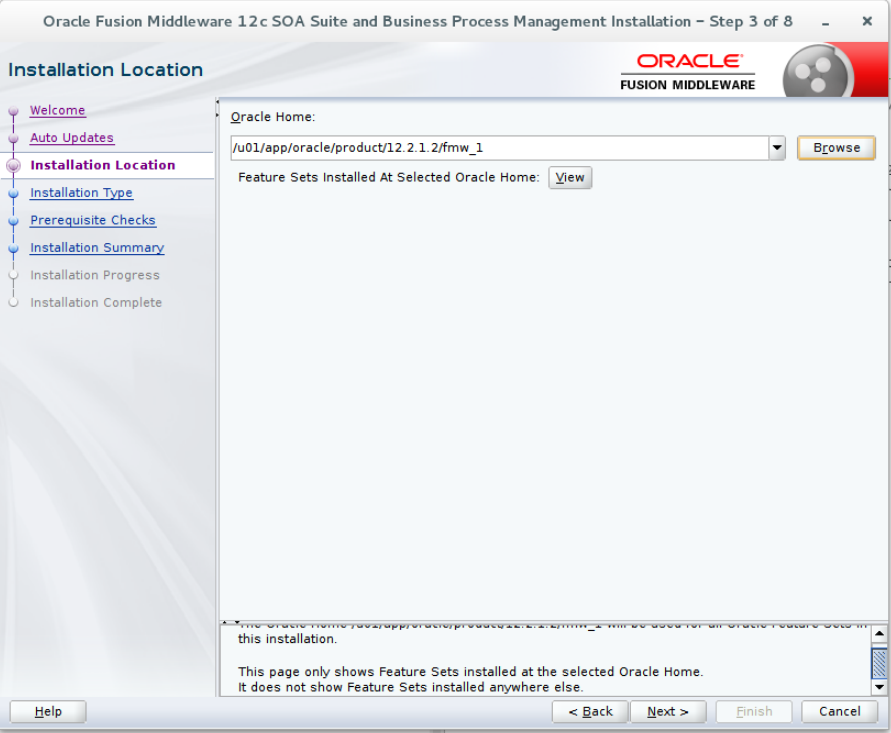 Oracle Fusion Middleware 12c SOA Suite and Business Process Management Installation – Step 3 of 8
Installation Location
ORACLE
FUSION MIDDLEWARE
Welcome
Auto Updates
Installation Location
Installation Type
Prerequisite Checks
Installation Summary
Installation Progress
Installation Complete
Oracle Home:
/u01/app/oracle/product/12.2.1.2/fmw_1
Browse
Feature Sets Installed At Selected Oracle Home: View
The Oracle Home /u01/app/oracle/product/12.2.1.2/fmw_1 will be used for all Oracle Feature Sets in
this installation.
This page only shows Feature Sets installed at the selected Oracle Home.
It does not show Feature Sets installed anywhere else.
Help
< Back
Next >
Finish
Cancel